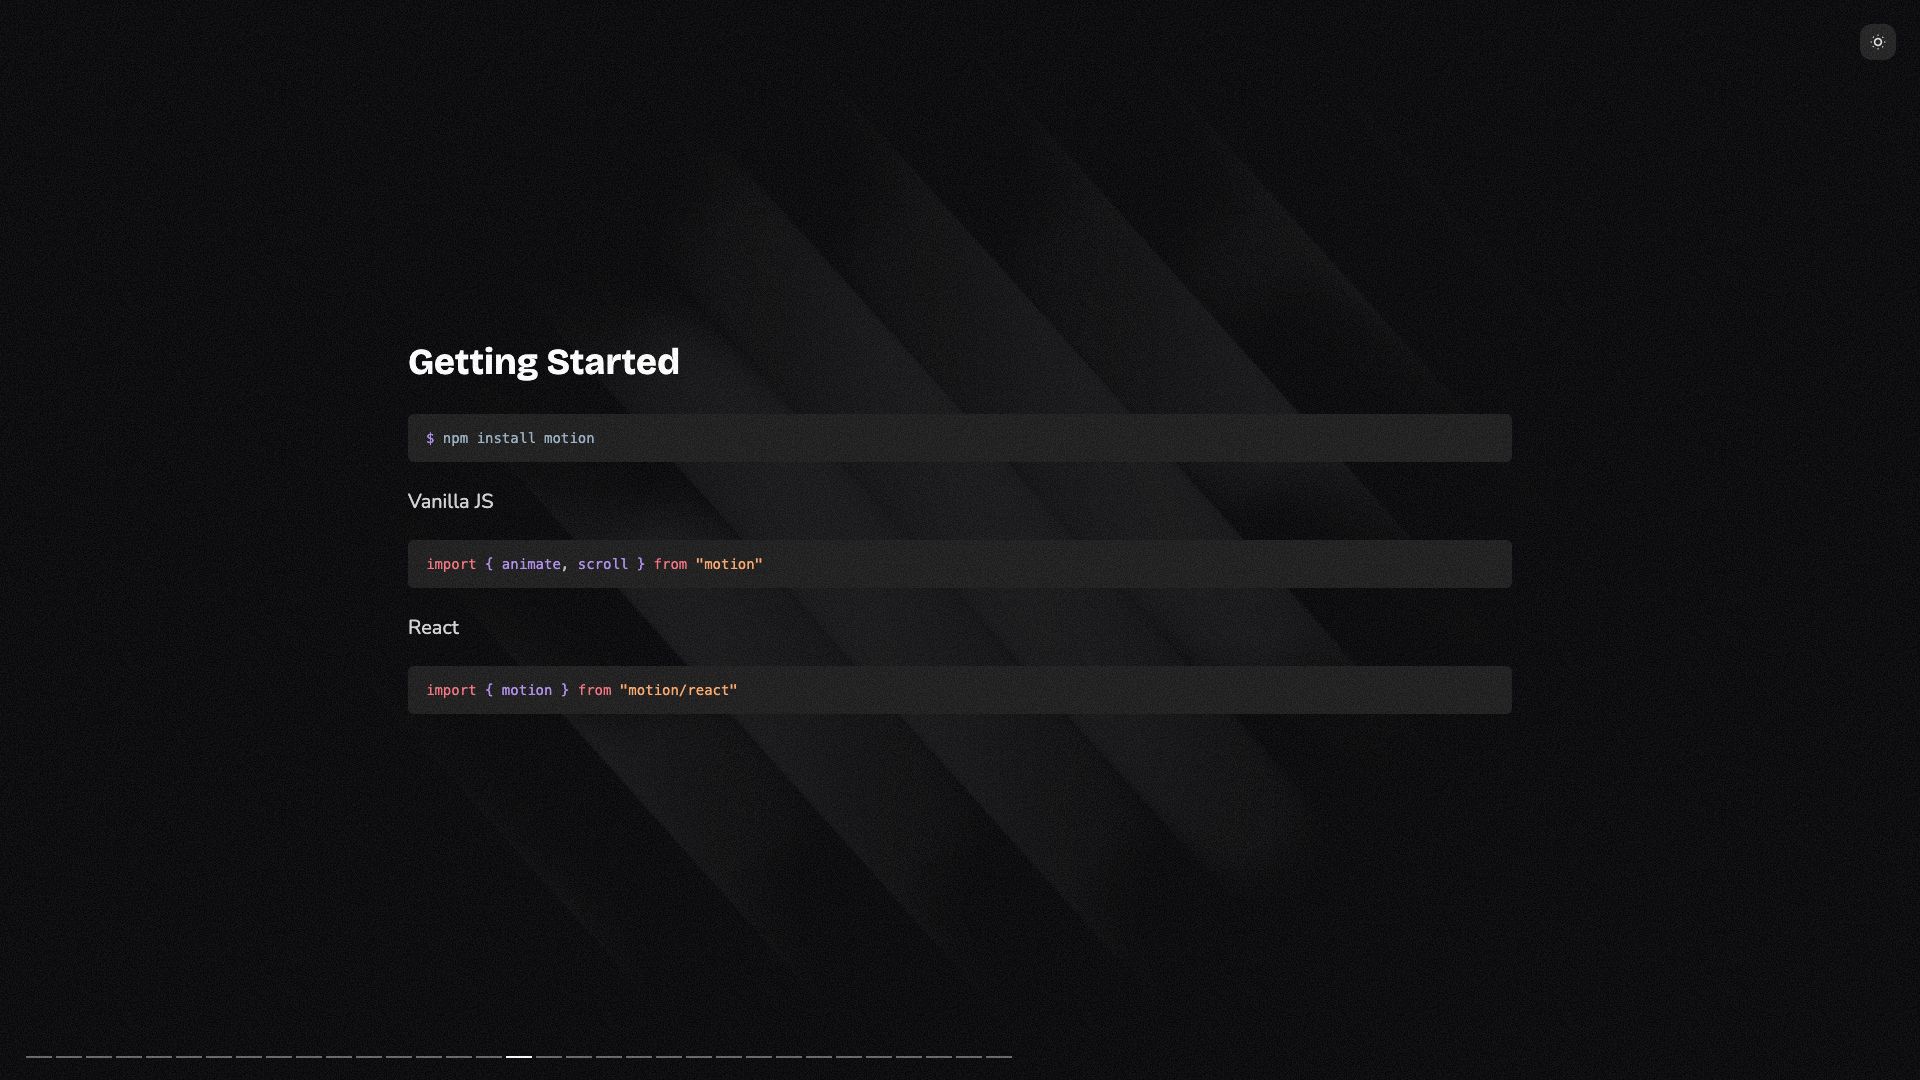 Getting Started
$ npm install motion
Vanilla JS
import { animate, scroll } from "motion"
React
import { motion } from "motion/react"